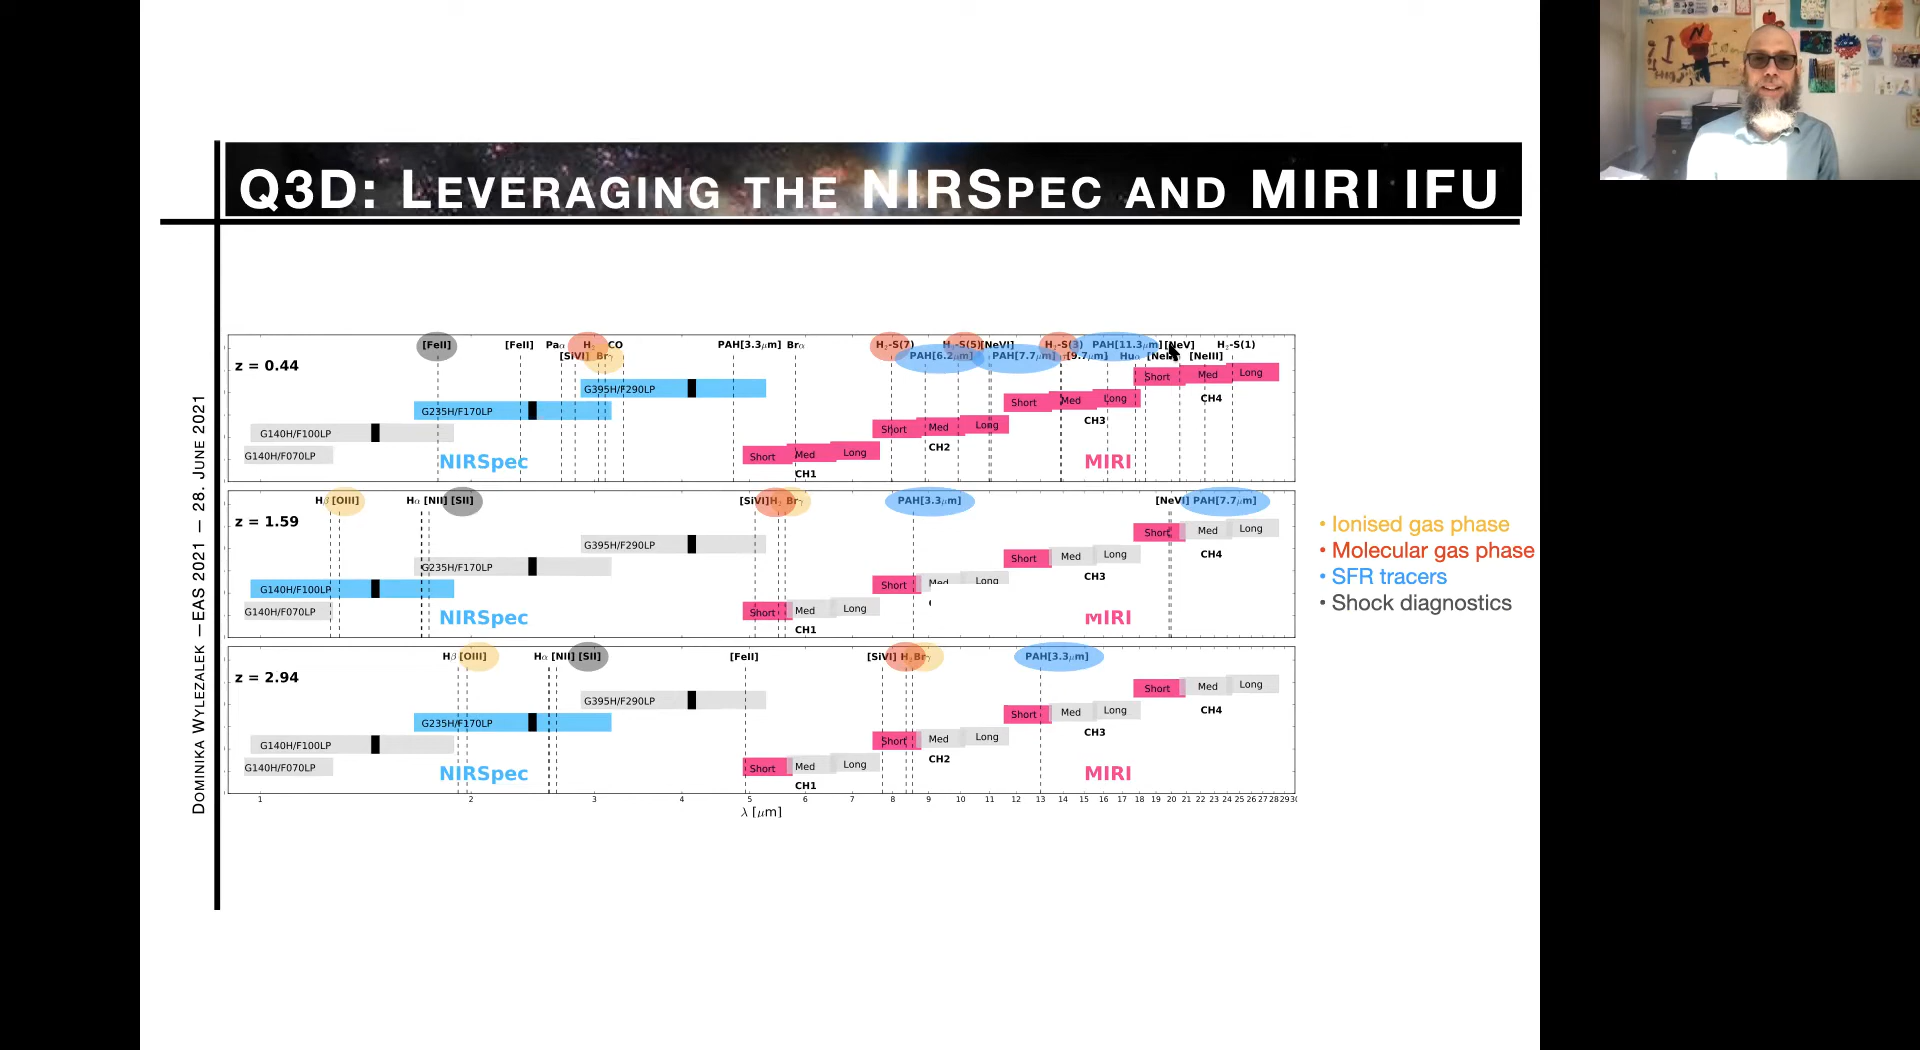 Q3D: LEVERAGING THE NIRSPEC AND MIRI IFU
DOMINIKA WYLEZALEK —EAS 2021 — 28. JUNE 2021
[FeII] [FeII] Paα H₂ CO PAH[3.3μm] Brα H₂-S(7) H₂-S(5) [NeVI] H₂-S(3) PAH[11.3μm] [NeV] H₂-S(1)
[SiVI] Brγ PAH[6.2μm] PAH[7.7μm] [9.7μm] Huα [NeIII]
z = 0.44
G395H/F290LP
G235H/F170LP
G140H/F100LP
G140H/F070LP
NIRSpec
Short Med Long
CH1
Short Med Long
CH2
Short Med Long
CH3
Short Med Long
CH4
MIRI
Hβ [OIII] Hα [NII] [SII] [SiVI] H₂ Brγ PAH[3.3μm] [NeVI] PAH[7.7μm]
z = 1.59
G395H/F290LP
G235H/F170LP
G140H/F100LP
G140H/F070LP
NIRSpec
Short Med Long
CH1
Short Med Long
Short Med Long
CH3
Short Med Long
CH4
MIRI
Hβ [OIII] Hα [NII] [SII] [FeII] [SiVI] H₂ Brγ PAH[3.3μm]
z = 2.94
G395H/F290LP
G235H/F170LP
G140H/F100LP
G140H/F070LP
NIRSpec
Short Med Long
CH1
Short Med Long
CH2
Short Med Long
CH3
Short Med Long
CH4
MIRI
1 2 3 4 5 6 7 8 9 10 11 12 13 14 15 16 17 18 19 20 21 22 23 24 25 26 27 28 29 30
λ [μm]
• Ionised gas phase
• Molecular gas phase
• SFR tracers
• Shock diagnostics